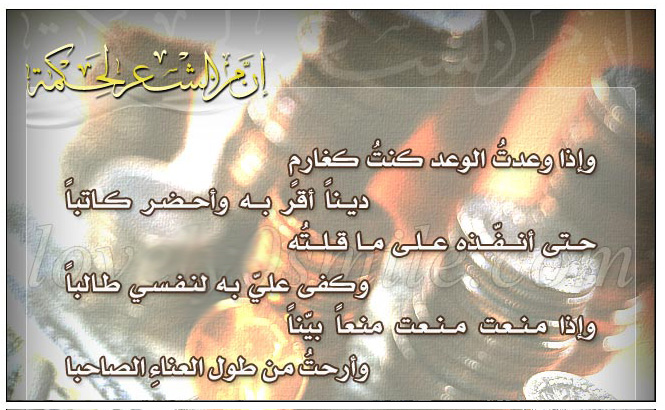 إن من الشعر لحكمة
وإذا وعدتُ الوعد كنتُ كغارم
ديناً أقرّ به وأحضر كاتباً
حتى أنفّذه على ما قلتُه
وكفى عليّ به لنفسي طالباً
وإذا منعت منعت منعاً بيّناً
وأرحتُ من طول العناءِ الصاحبا